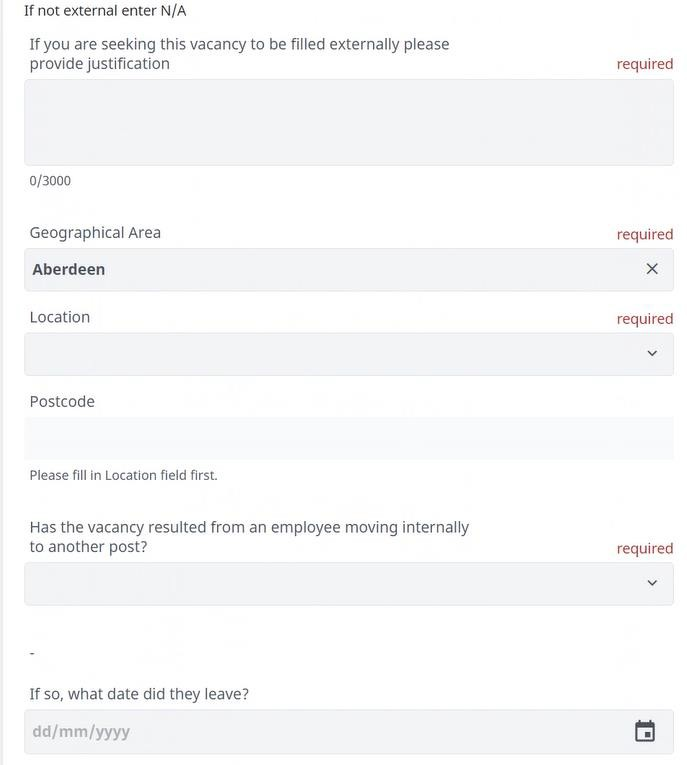 If not external enter N/A
If you are seeking this vacancy to be filled externally please
provide justification
required
0/3000
Geographical Area
required
Aberdeen
Location
required
Postcode
Please fill in Location field first.
Has the vacancy resulted from an employee moving internally
to another post?
required
-
If so, what date did they leave?
dd/mm/yyyy